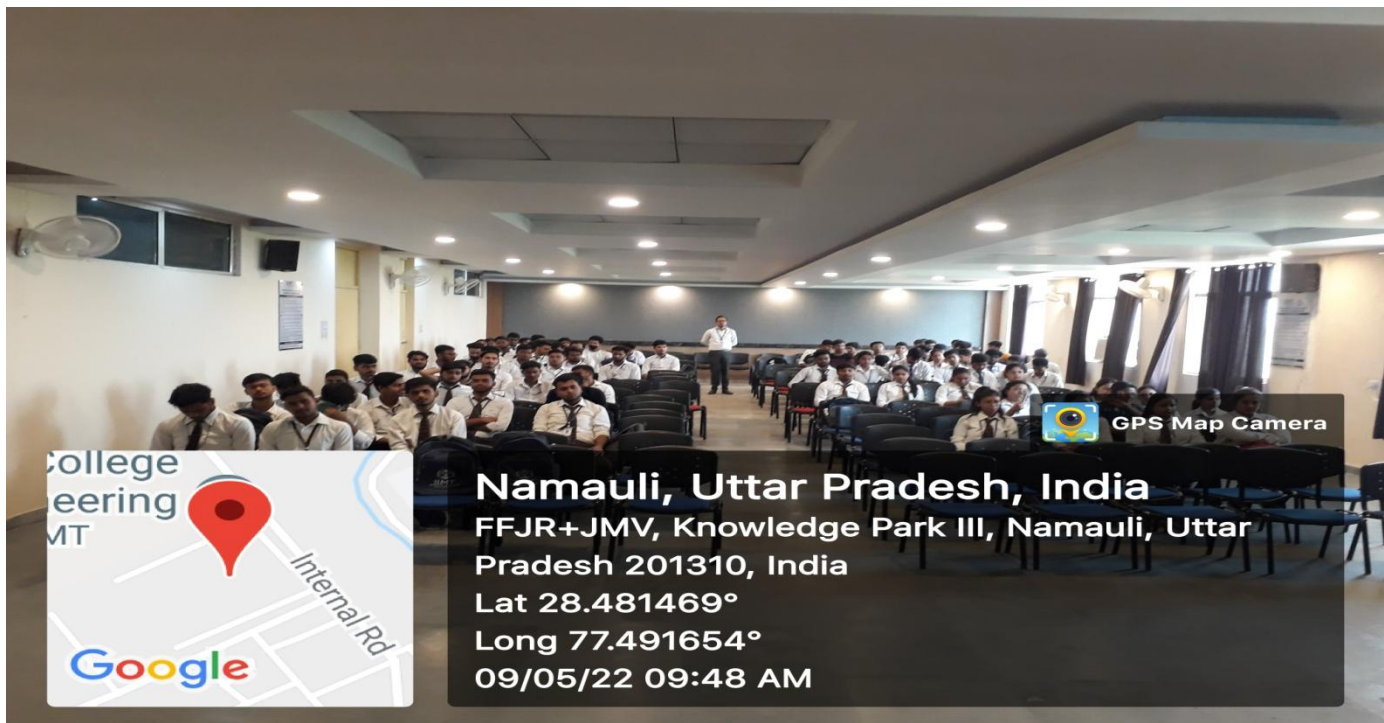 GPS Map Camera
Namauli, Uttar Pradesh, India
FFJR+JMV, Knowledge Park III, Namauli, Uttar
Pradesh 201310, India
Lat 28.481469°
Long 77.491654°
09/05/22 09:48 AM
College
neering
MT
Internal Rd
Google